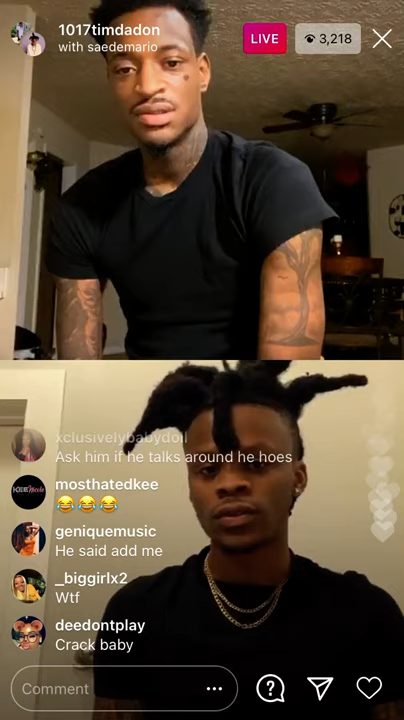 1017timdadon
with saedemario
LIVE
3,218
xclusivelybabydoll
Ask him if he talks around he hoes
mosthatedkee
😂😂😂
geniquemusic
He said add me
_biggirlx2
Wtf
deedontplay
Crack baby
Comment